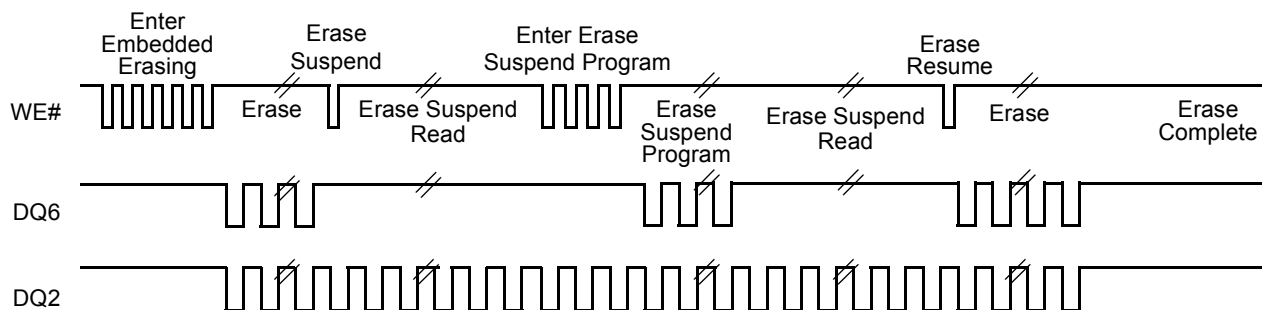 Enter
Embedded
Erasing
Erase
Suspend
Enter Erase
Suspend Program
Erase
Resume
WE#
Erase
Erase Suspend
Read
Erase
Suspend
Program
Erase Suspend
Read
Erase
Erase
Complete
DQ6
DQ2